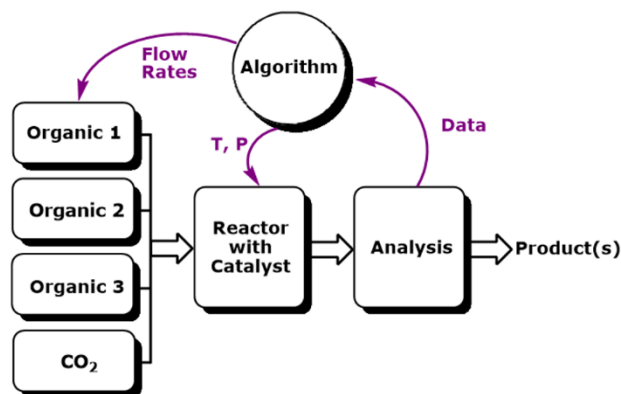 Flow
Rates
Algorithm
Organic 1
T, P
Data
Organic 2
Reactor
with
Catalyst
Analysis
Product(s)
Organic 3
CO₂